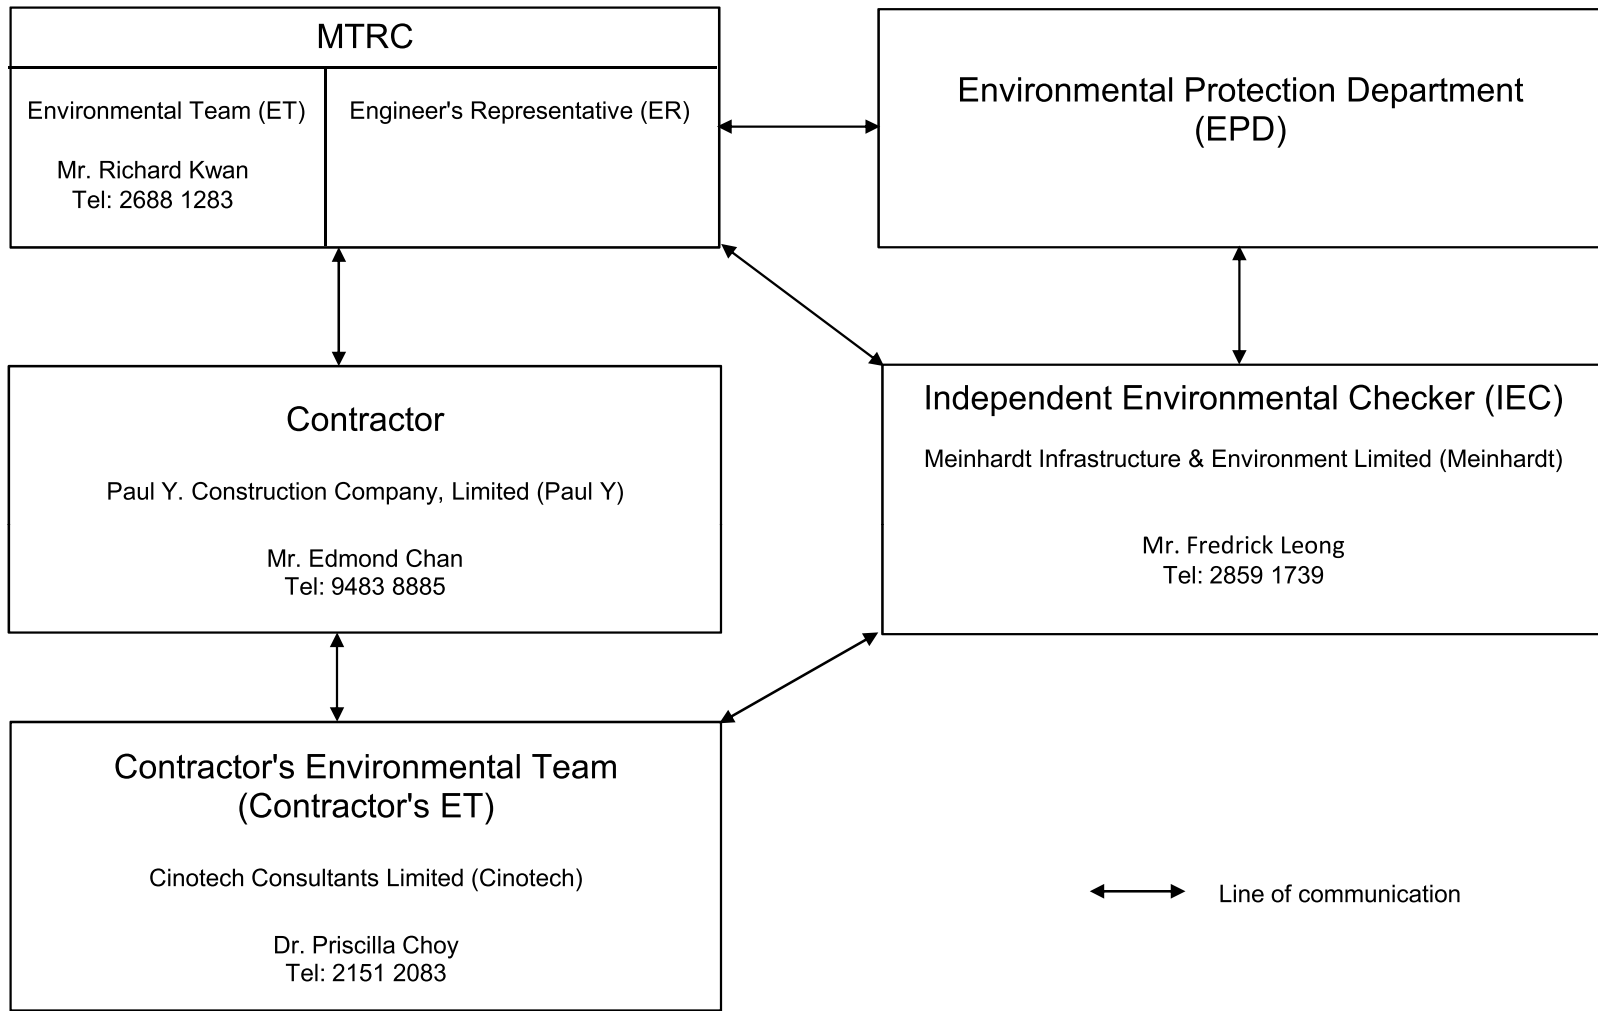 MTRC
Environmental Team (ET)
Mr. Richard Kwan
Tel: 2688 1283
Engineer's Representative (ER)
Environmental Protection Department
(EPD)
Contractor
Paul Y. Construction Company, Limited (Paul Y)
Mr. Edmond Chan
Tel: 9483 8885
Independent Environmental Checker (IEC)
Meinhardt Infrastructure & Environment Limited (Meinhardt)
Mr. Fredrick Leong
Tel: 2859 1739
Contractor's Environmental Team
(Contractor's ET)
Cinotech Consultants Limited (Cinotech)
Dr. Priscilla Choy
Tel: 2151 2083
Line of communication